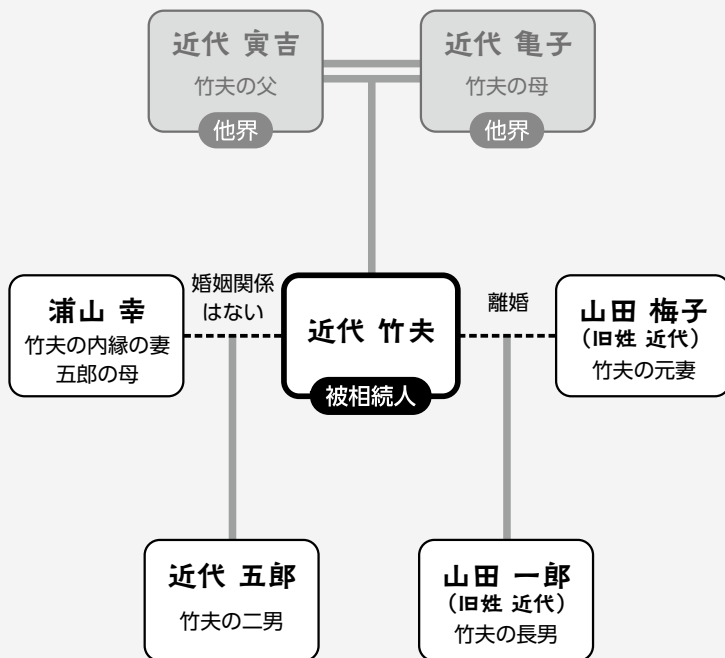 近代 寅吉
竹夫の父
他界
近代 亀子
竹夫の母
他界
浦山 幸
竹夫の内縁の妻
五郎の母
婚姻関係
はない
近代 竹夫
被相続人
離婚
山田 梅子
（旧姓 近代）
竹夫の元妻
近代 五郎
竹夫の二男
山田 一郎
（旧姓 近代）
竹夫の長男